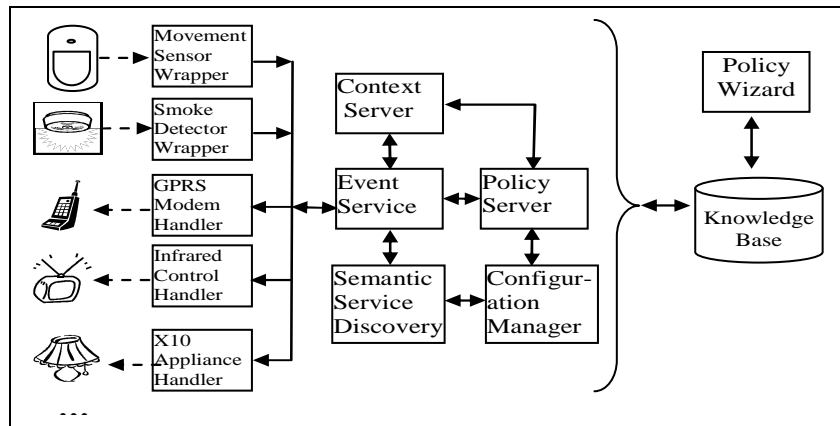 Movement
Sensor
Wrapper
Smoke
Detector
Wrapper
GPRS
Modem
Handler
Infrared
Control
Handler
X10
Appliance
Handler
...
Context
Server
Event
Service
Policy
Server
Semantic
Service
Discovery
Configur-
ation
Manager
Policy
Wizard
Knowledge
Base